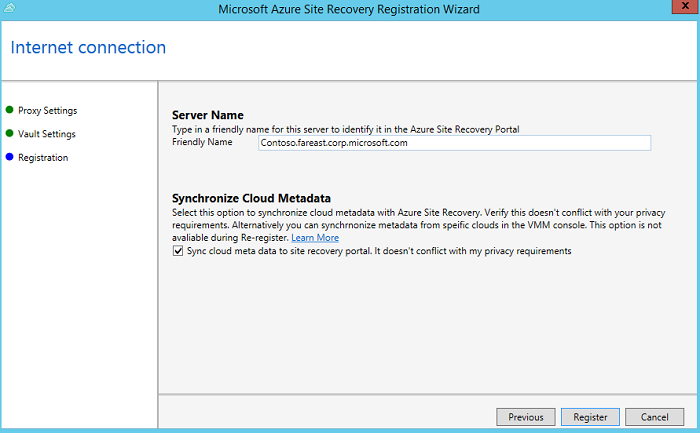 Microsoft Azure Site Recovery Registration Wizard
x
Internet connection
Proxy Settings
Vault Settings
Registration
Server Name
Type in a friendly name for this server to identify it in the Azure Site Recovery Portal
Friendly Name Contoso.fareast.corp.microsoft.com
Synchronize Cloud Metadata
Select this option to synchronize cloud metadata with Azure Site Recovery. Verify this doesn't conflict with your privacy
requirements. Alternatively you can synchrnonize metadata from speific clouds in the VMM console. This option is not
avaliable during Re-register. Learn More
Sync cloud meta data to site recovery portal. It doesn't conflict with my privacy requirements
Previous Register Cancel